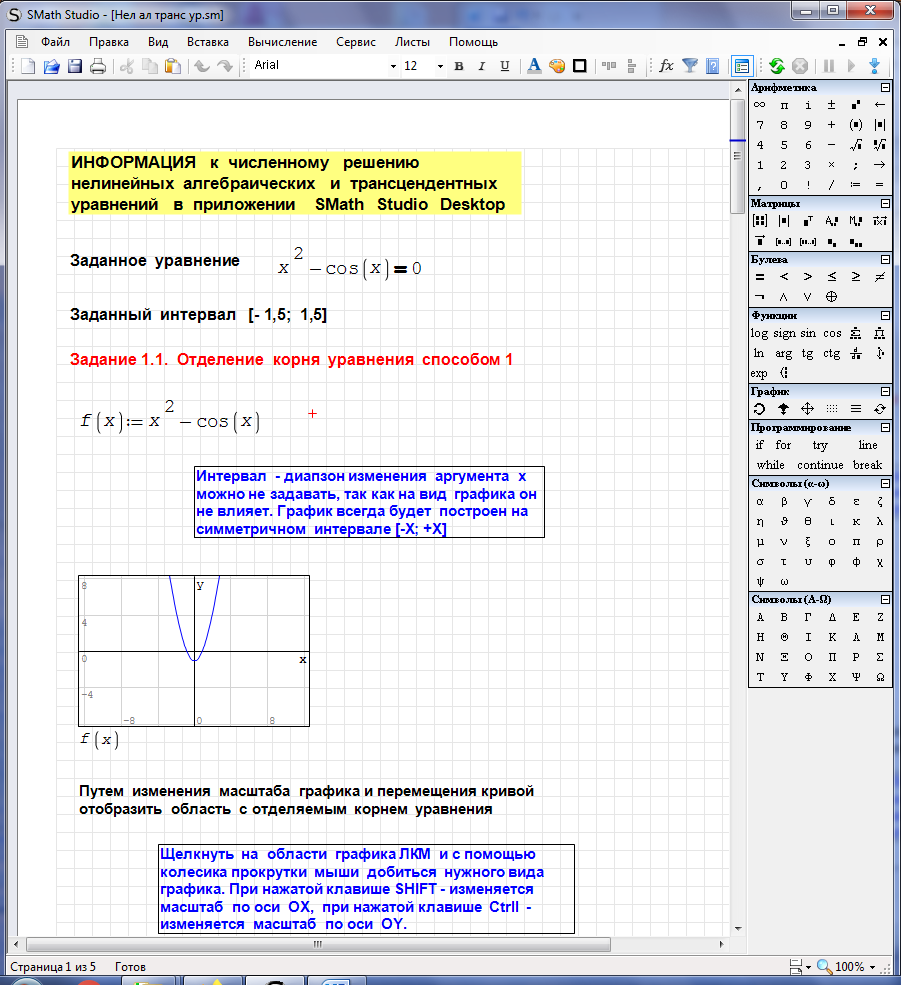 SMath Studio - [Нел ал транс ур.sm]
Файл Правка Вид Вставка Вычисление Сервис Листы Помощь
Arial 12 B I U A fx
ИНФОРМАЦИЯ к численному решению
нелинейных алгебраических и трансцендентных
уравнений в приложении SMath Studio Desktop
Заданное уравнение x^2 - cos(x) = 0
Заданный интервал [- 1,5; 1,5]
Задание 1.1. Отделение корня уравнения способом 1
f(x):=x^2 - cos(x)
Интервал - диапзон изменения аргумента x
можно не задавать, так как на вид графика он
не влияет. График всегда будет построен на
симметричном интервале [-X; +X]
8
y
4
0
x
-4
-8 0 8
f(x)
Путем изменения масштаба графика и перемещения кривой
отобразить область с отделяемым корнем уравнения
Щелкнуть на области графика ЛКМ и с помощью
колесика прокрутки мыши добиться нужного вида
графика. При нажатой клавише SHIFT - изменяется
масштаб по оси OX, при нажатой клавише Ctrll -
изменяется масштаб по оси OY.
Арифметика
∞ π i ± ←
7 8 9 + (▪) |▪|
4 5 6 − √
1 2 3 × ; →
, 0 ! / := =
Матрицы
Булева
= < > ≤ ≥ ≠
¬ ∧ ∨ ⊕
Функции
log sign sin cos
ln arg tg ctg
exp
График
Программирование
if for try line
while continue break
Символы (α-ω)
α β γ δ ε ζ
η ϑ θ ι κ λ
μ ν ξ ο π ρ
σ τ υ φ ϕ χ
ψ ω
Символы (Α-Ω)
Α Β Γ Δ Ε Ζ
Η Θ Ι Κ Λ Μ
Ν Ξ Ο Π Ρ Σ
Τ Υ Φ Χ Ψ Ω
Страница 1 из 5 Готов 100%